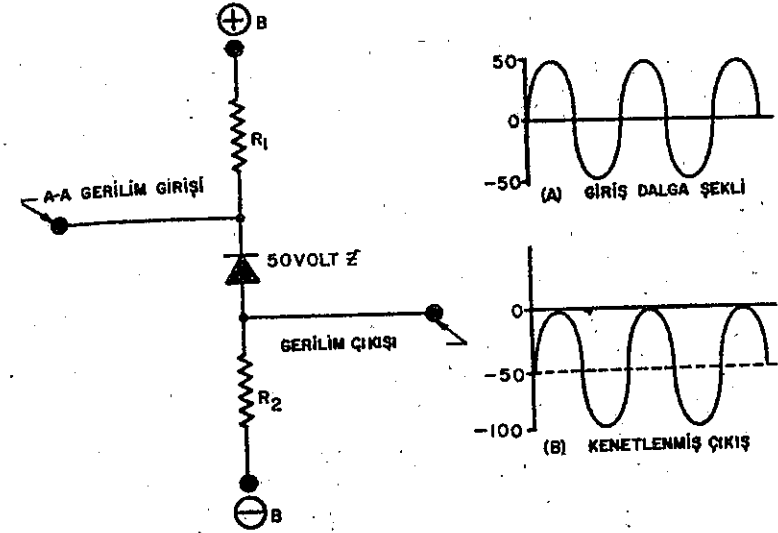 + B
R1
A-A GERİLİM GİRİŞİ
50VOLT Z
GERİLİM ÇIKIŞI
R2
− B
50
0
-50
(A) GİRİŞ DALGA ŞEKLİ
0
-50
-100
(B) KENETLENMİŞ ÇIKIŞ